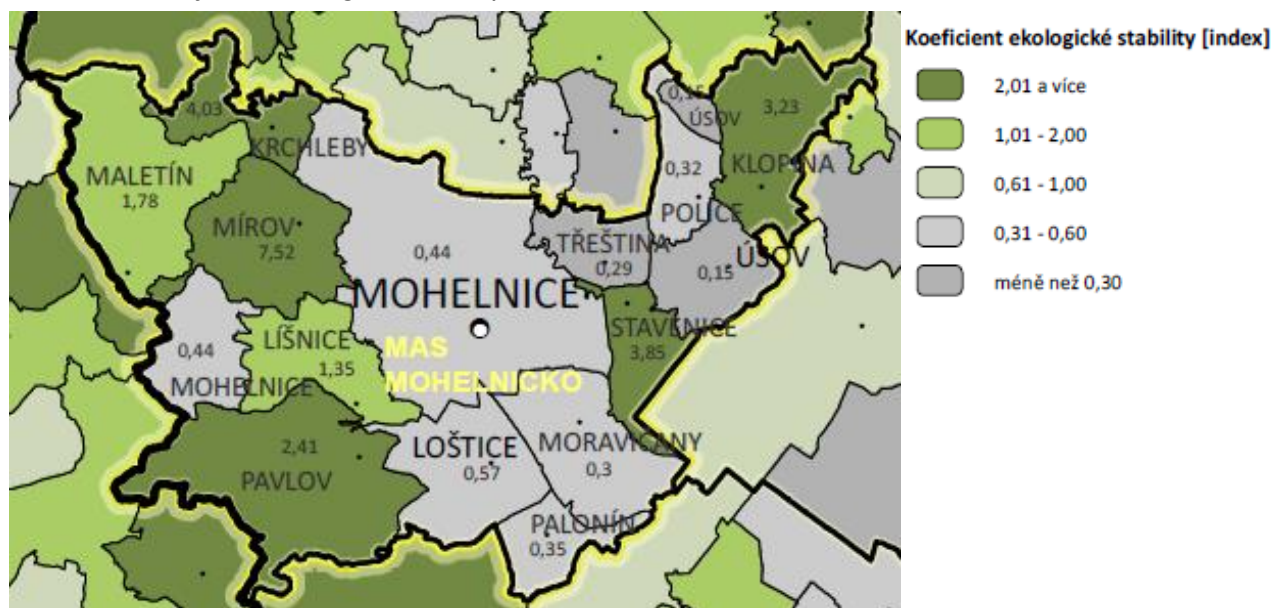 Koeficient ekologické stability [index]
2,01 a více
1,01 - 2,00
0,61 - 1,00
0,31 - 0,60
méně než 0,30
4,03
0,15
ÚSOV
3,23
KRCHLEBY
KLOPINA
MALETÍN
1,78
0,32
POLICE
MÍROV
7,52
0,44
TŘEŠTINA
0,29
0,15
ÚSOV
MOHELNICE
STAVENICE
3,85
0,44
MOHELNICE
LÍŠNICE
1,35
MAS
MOHELNICKO
LOŠTICE
0,57
MORAVIČANY
0,3
2,41
PAVLOV
PALONÍN
0,35